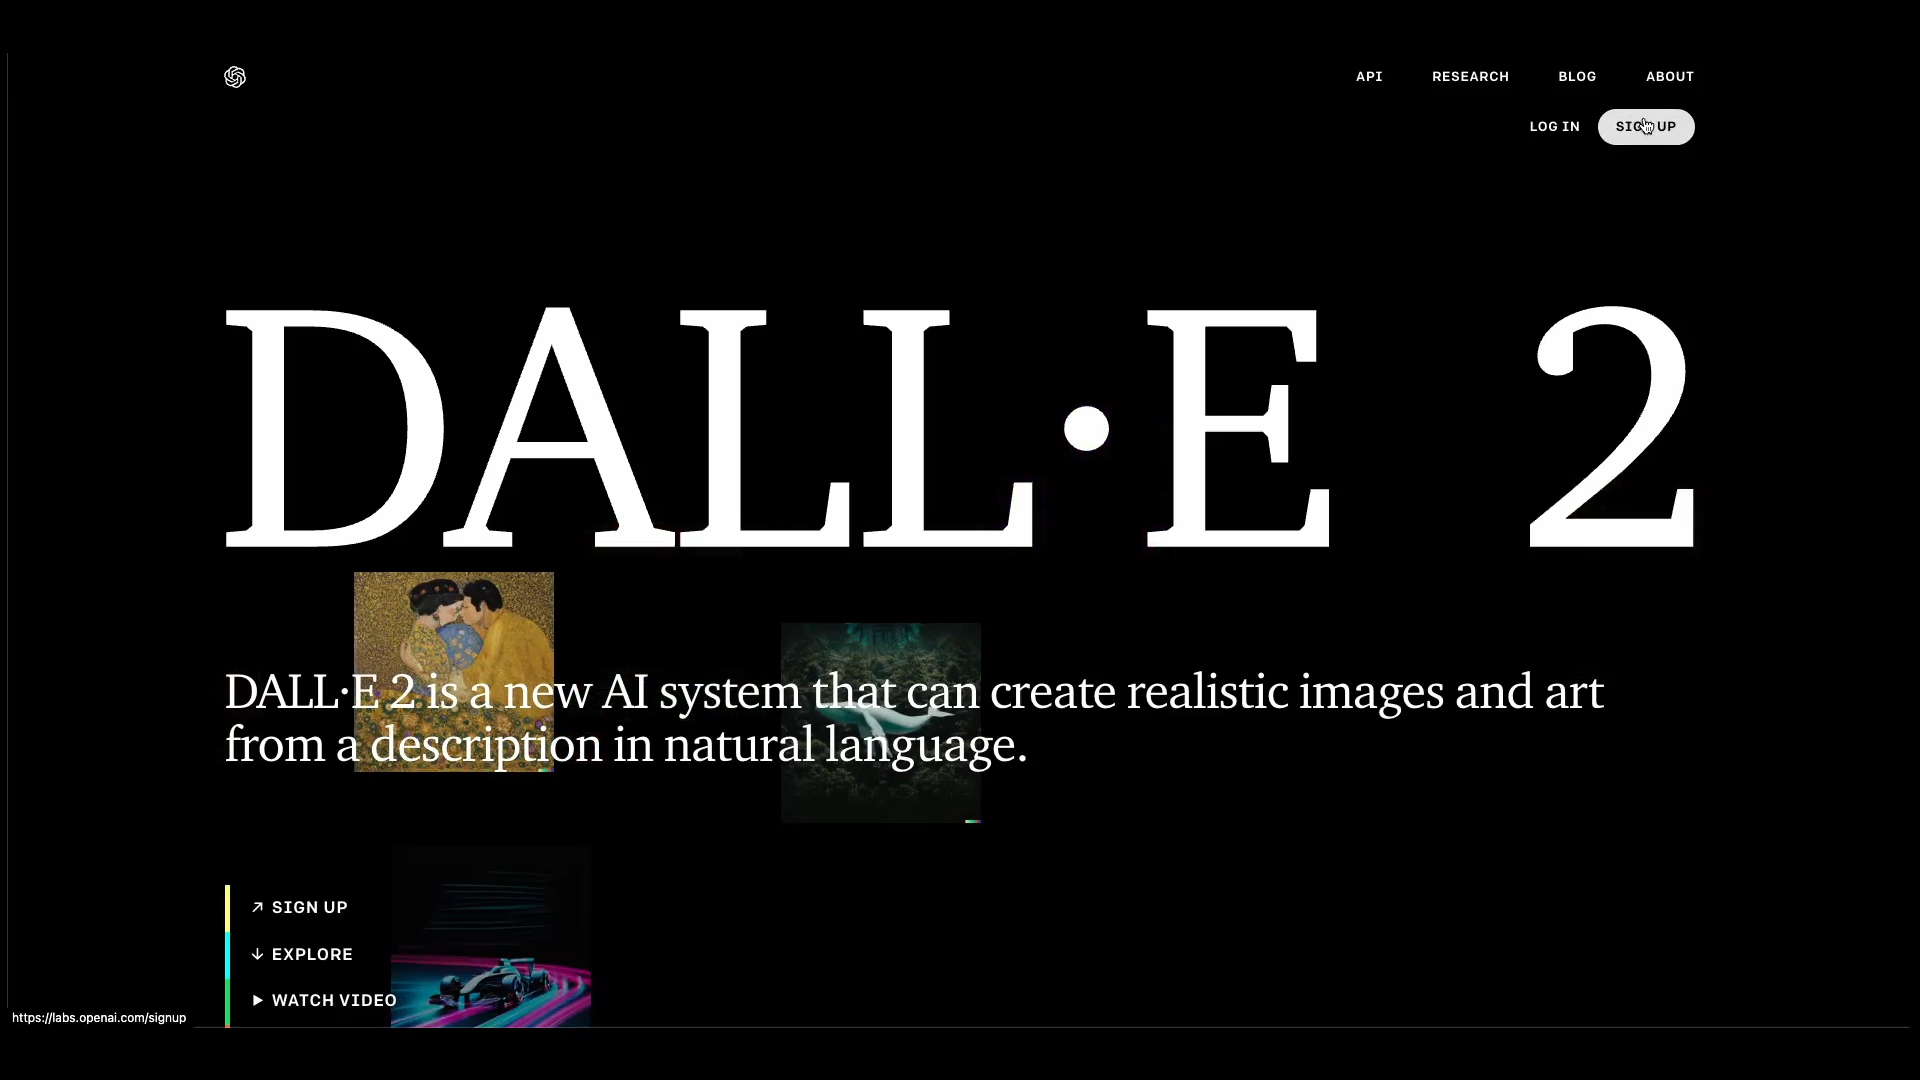 API RESEARCH BLOG ABOUT
LOG IN SIGN UP
DALL·E 2
DALL·E 2 is a new AI system that can create realistic images and art
from a description in natural language.
↗ SIGN UP
↓ EXPLORE
▶ WATCH VIDEO
https://labs.openai.com/signup